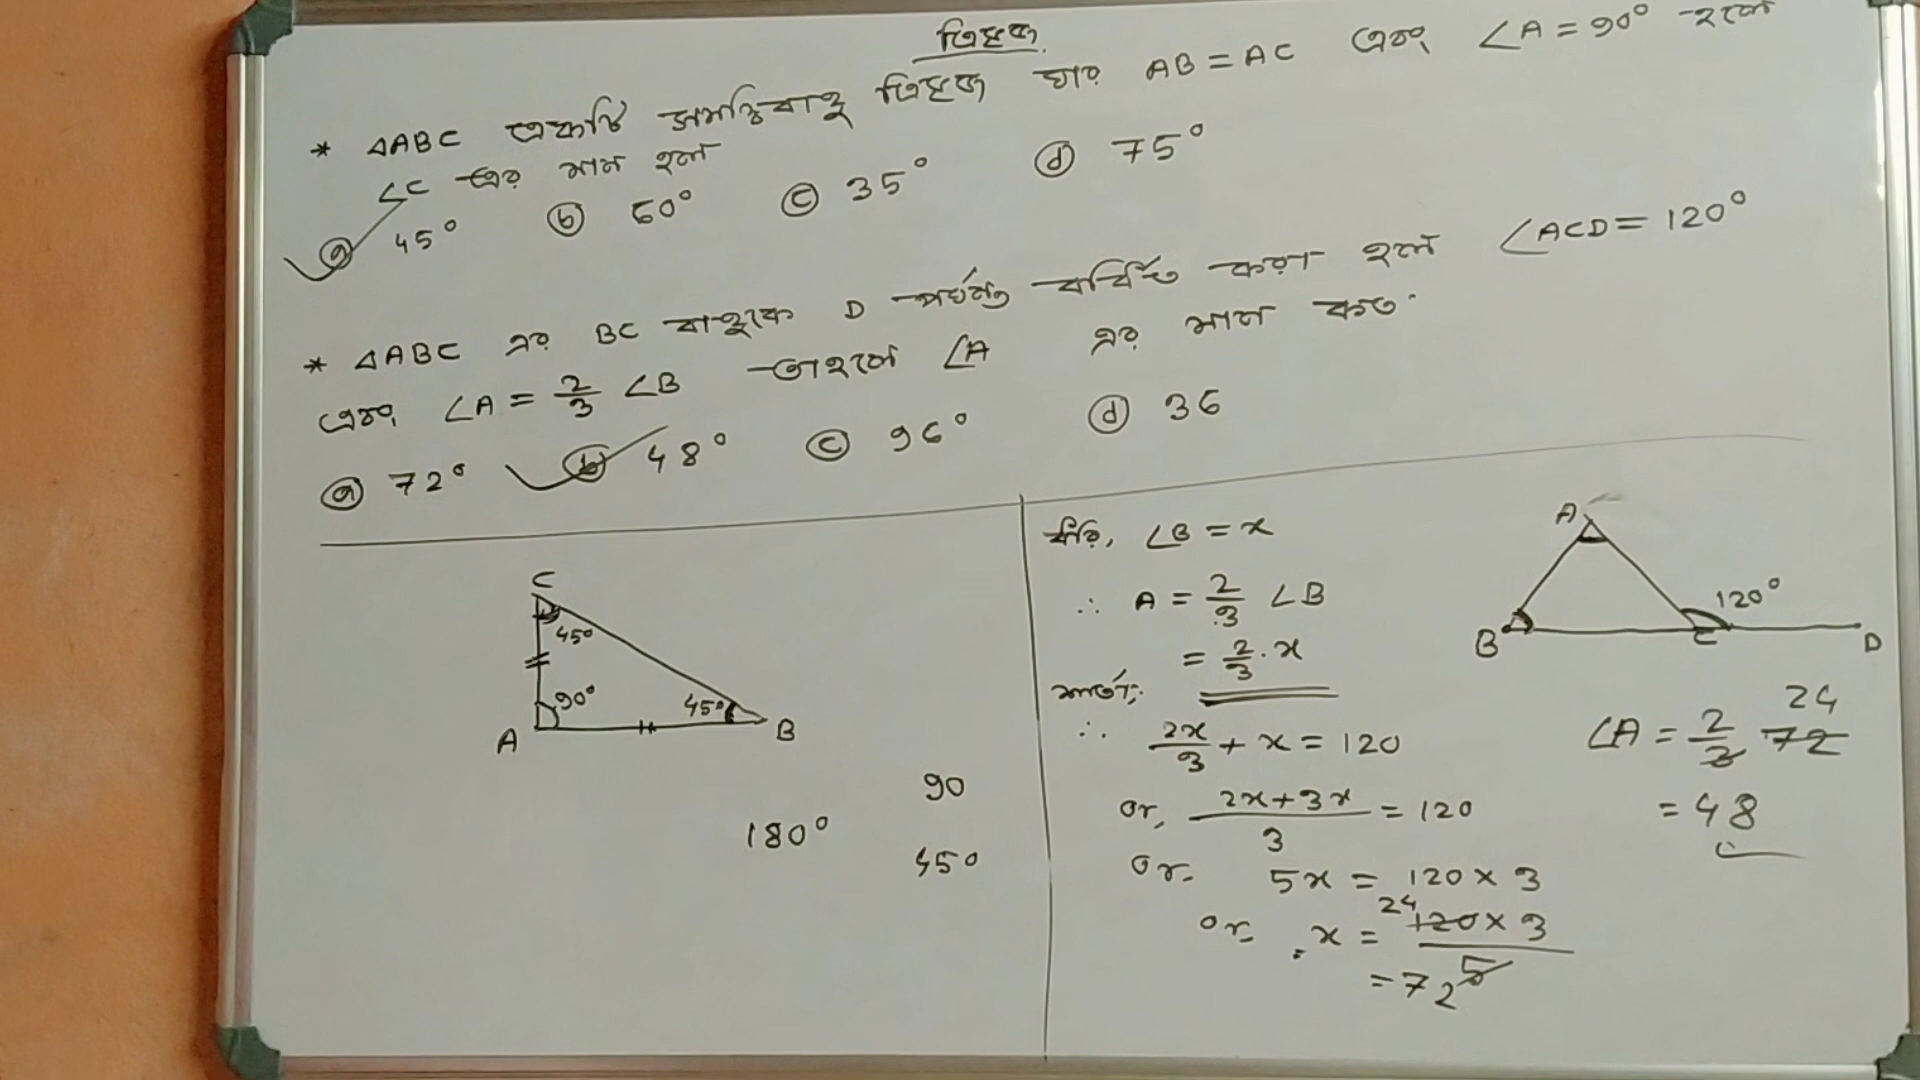 ত্রিভুজ
* ΔABC একটি সমদ্বিবাহু ত্রিভুজ যার AB = AC এবং ∠A = 90° হলে
∠C এর মান হল
ⓐ 45° ⓑ 60° ⓒ 35° ⓓ 75°
* ΔABC এর BC বাহুকে D পর্যন্ত বর্ধিত করা হল ∠ACD = 120°
এবং ∠A = 2/3 ∠B তাহলে ∠A এর মান কত
ⓐ 72° ⓑ 48° ⓒ 96° ⓓ 36
C
45°
90°
45°
A
B
90
180°
45°
ধরি, ∠B = x
∴ A = 2/3 ∠B
= 2/3 . x
শর্তে,
∴ 2x/3 + x = 120
or, 2x+3x/3 = 120
or. 5x = 120 × 3
or x = 120 × 3/5
24
= 72
A
120°
B
C
D
24
∠A = 2/3 72
= 48